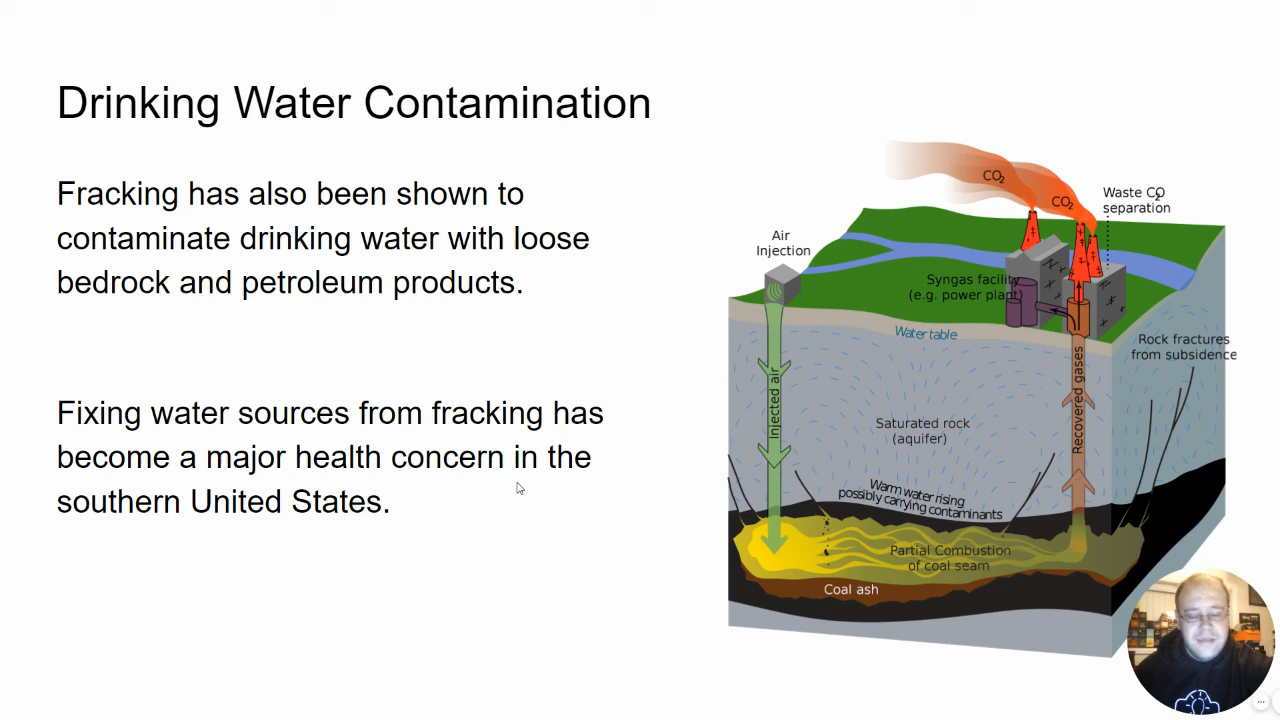 Drinking Water Contamination
Fracking has also been shown to
contaminate drinking water with loose
bedrock and petroleum products.
Fixing water sources from fracking has
become a major health concern in the
southern United States.
CO2
CO2
Waste CO2
separation
Air
Injection
Syngas facility
(e.g. power plant)
Water table
Rock fractures
from subsidence
Injected air
Recovered gases
Saturated rock
(aquifer)
Warm water rising
possibly carrying contaminants
Partial Combustion
of coal seam
Coal ash